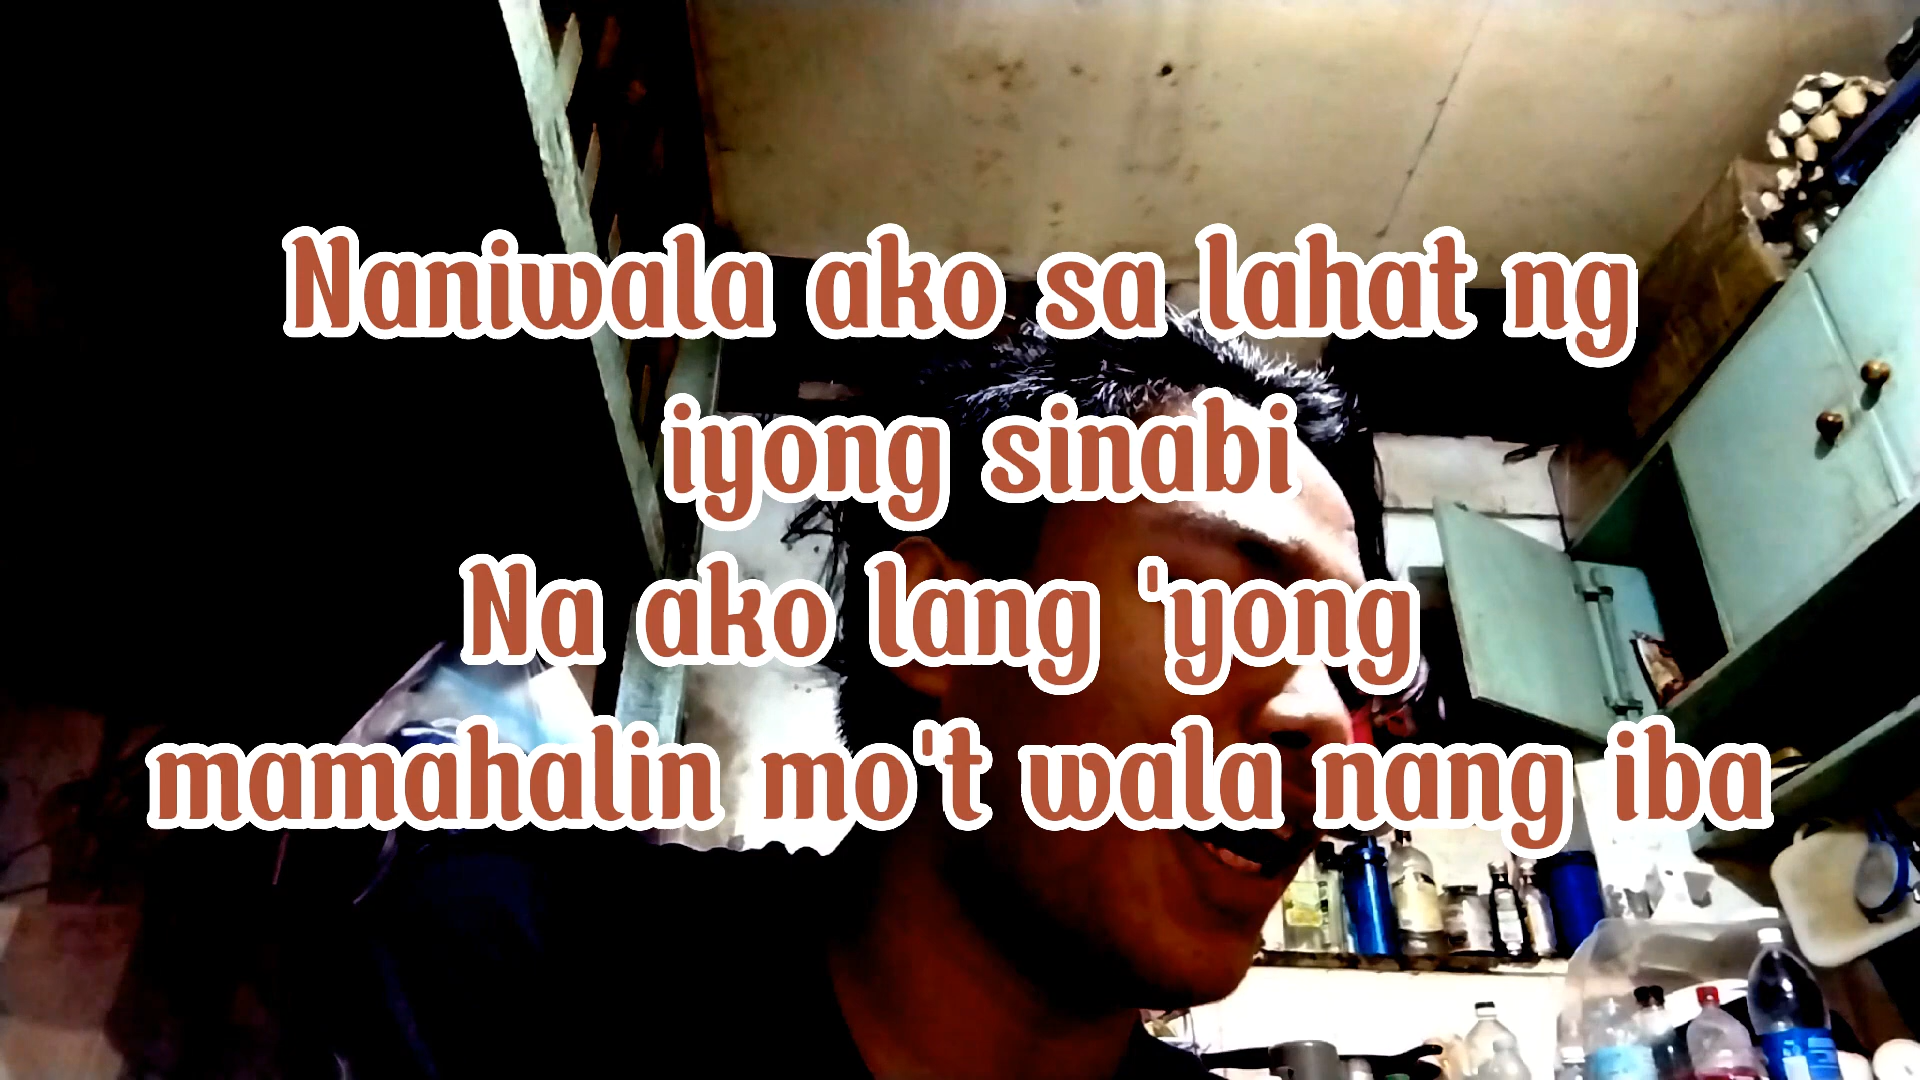 Naniwala ako sa lahat ng
iyong sinabi
Na ako lang 'yong
mamahalin mo't wala nang iba